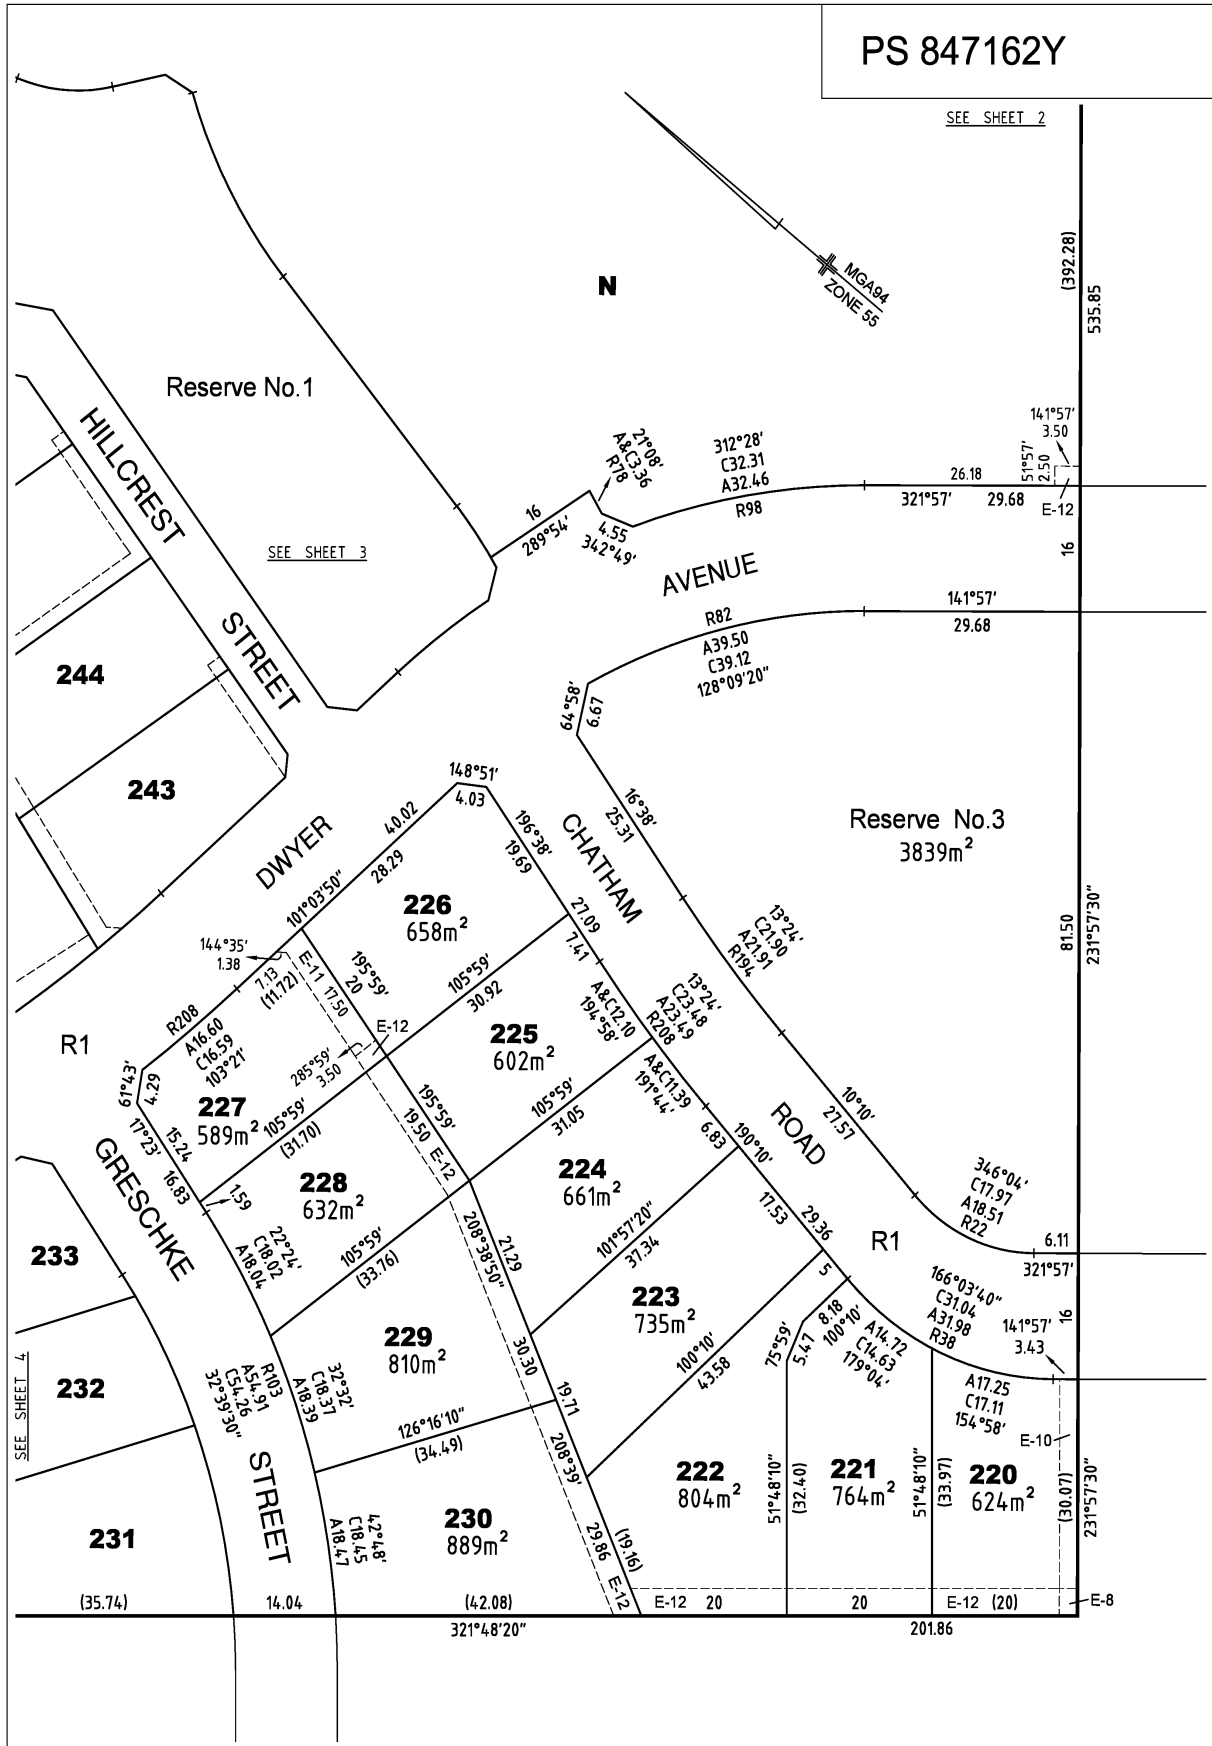 PS 847162Y
SEE SHEET 2
(392.28)
535.85
MGA94
ZONE 55
N
Reserve No.1
HILLCREST
STREET
SEE SHEET 3
141°57'
3.50
51°57'
2.50
E-12
16
312°28'
C32.31
A32.46
R98
26.18
321°57'
29.68
21°08'
A&C3.36
R78
16
289°54'
4.55
342°49'
AVENUE
R82
A39.50
C39.12
128°09'20"
141°57'
29.68
244
243
64°58'
6.67
148°51'
4.03
DWYER
40.02
101°03'50"
28.29
196°38'
19.69
CHATHAM
16°38'
25.31
Reserve No.3
3839m²
81.50
231°57'30"
226
658m²
27.09
7.41
144°35'
1.38
7.13
(11.72)
E-11
17.50
195°59'
20
105°59'
30.92
13°24'
C21.90
A21.91
R194
R1
R208
A16.60
C16.59
103°21'
61°43'
4.29
E-12
285°59'
3.50
225
602m²
A&C12.10
194°58'
13°24'
C23.48
A23.49
R208
A&C11.39
191°44'
227
589m²
105°59'
(31.70)
195°59'
19.50
E-12
105°59'
31.05
17°23'
15.24
16.83
1.59
GRESCHKE
228
632m²
224
661m²
6.83
190°10'
ROAD
10°10'
27.57
22°24'
C18.02
A18.04
105°59'
(33.76)
208°38'50"
21.29
101°57'20"
37.34
17.53
29.36
R1
346°04'
C17.97
A18.51
R22
6.11
321°57'
233
223
735m²
5
166°03'40"
C31.04
A31.98
R38
16
141°57'
3.43
229
810m²
30.30
100°10'
43.58
75°59'
5.47
8.18
100°10'
A14.72
C14.63
179°04'
SEE SHEET 4
232
R103
A54.91
C54.26
32°39'30"
32°32'
C18.37
A18.39
126°16'10"
(34.49)
19.71
208°39'
A17.25
C17.11
154°58'
E-10
STREET
222
804m²
51°48'10"
(32.40)
221
764m²
51°48'10"
(33.97)
220
624m²
(30.07)
231°57'30"
231
42°48'
C18.45
A18.47
230
889m²
29.86
(19.16)
E-12
(35.74)
14.04
(42.08)
E-12
20
20
E-12
(20)
E-8
321°48'20"
201.86